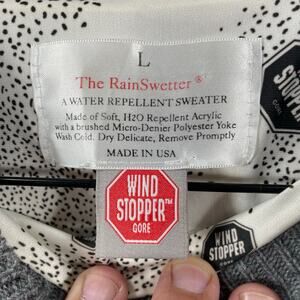 L
The RainSwetter®
A WATER REPELLENT SWEATER
Made of Soft, H2O Repellent Acrylic
with a brushed Micro-Denier Polyester Yoke
Wash Cold, Dry Delicate, Remove Promptly
MADE IN USA
WIND
STOPPER™
GORE
WIND
STOPPER
GORE
STOPPER
GORE